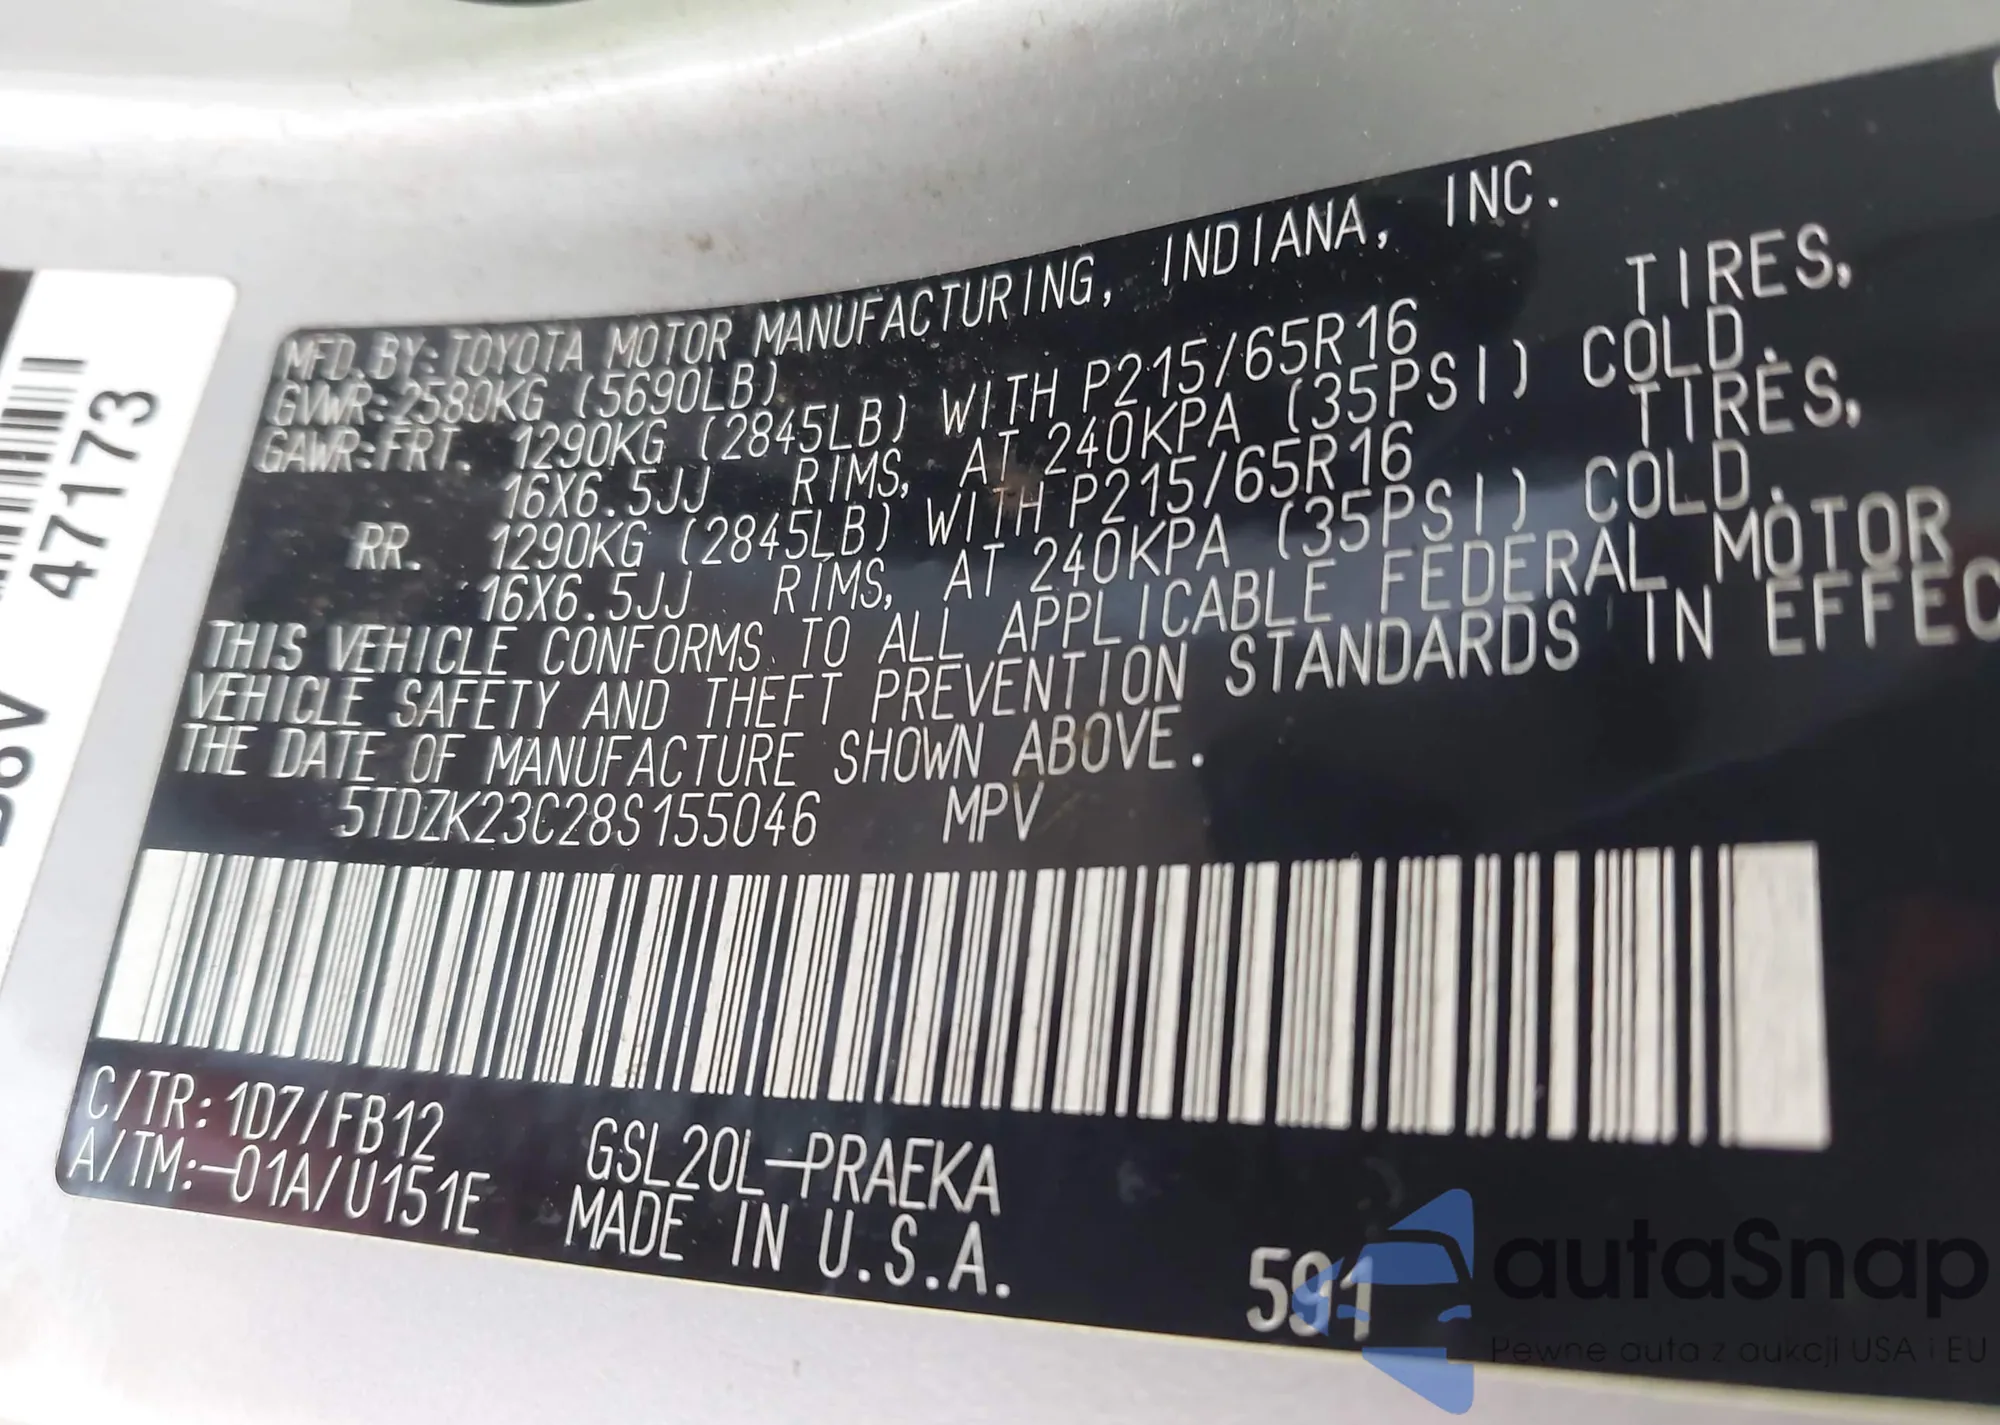 MFD.BY:TOYOTA MOTOR MANUFACTURING, INDIANA, INC.
GVWR:2580KG (5690LB)
GAWR:FRT. 1290KG (2845LB) WITH P215/65R16 TIRES,
16X6.5JJ RIMS, AT 240KPA (35PSI) COLD.
RR. 1290KG (2845LB) WITH P215/65R16 TIRES,
16X6.5JJ RIMS, AT 240KPA (35PSI) COLD.
THIS VEHICLE CONFORMS TO ALL APPLICABLE FEDERAL MOTOR
VEHICLE SAFETY AND THEFT PREVENTION STANDARDS IN EFFEC
THE DATE OF MANUFACTURE SHOWN ABOVE.
5TDZK23C28S155046 MPV
C/TR:1D7/FB12 GSL20L-PRAEKA
A/TM:-01A/U151E MADE IN U.S.A.
591
47173
autaSnap
Pewne auta z aukcji USA i EU